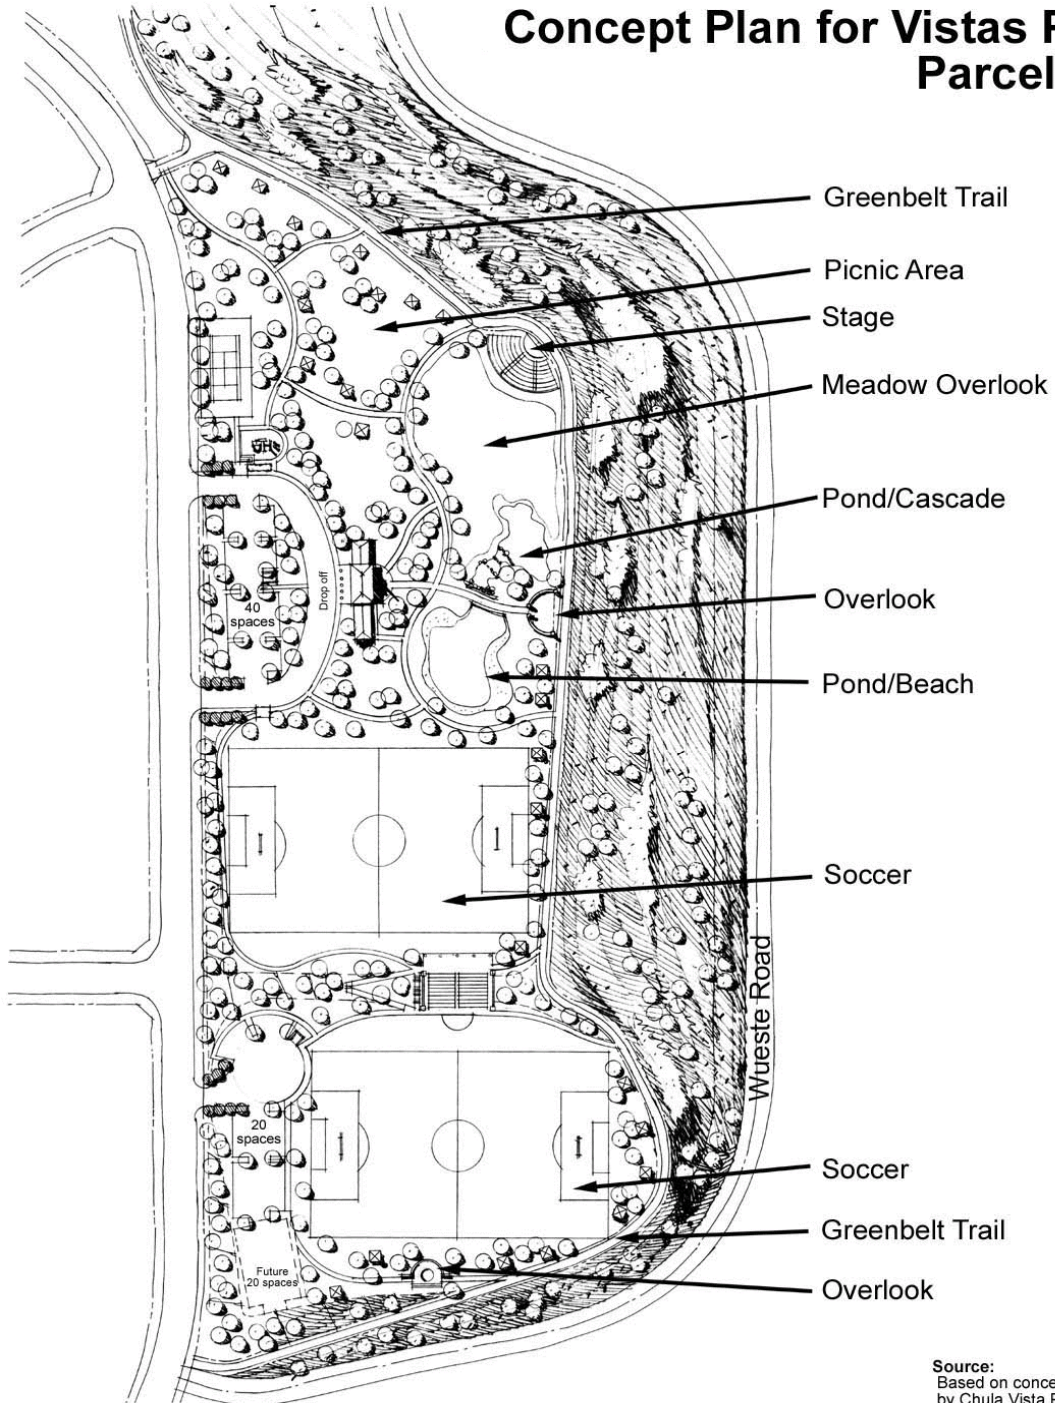 Concept Plan for Vistas
Parcel
Greenbelt Trail
Picnic Area
Stage
Meadow Overlook
Pond/Cascade
Drop off
40
spaces
Overlook
Pond/Beach
Soccer
Wueste Road
20
spaces
Soccer
Greenbelt Trail
Future
20 spaces
Overlook
Source:
Based on conce
by Chula Vista